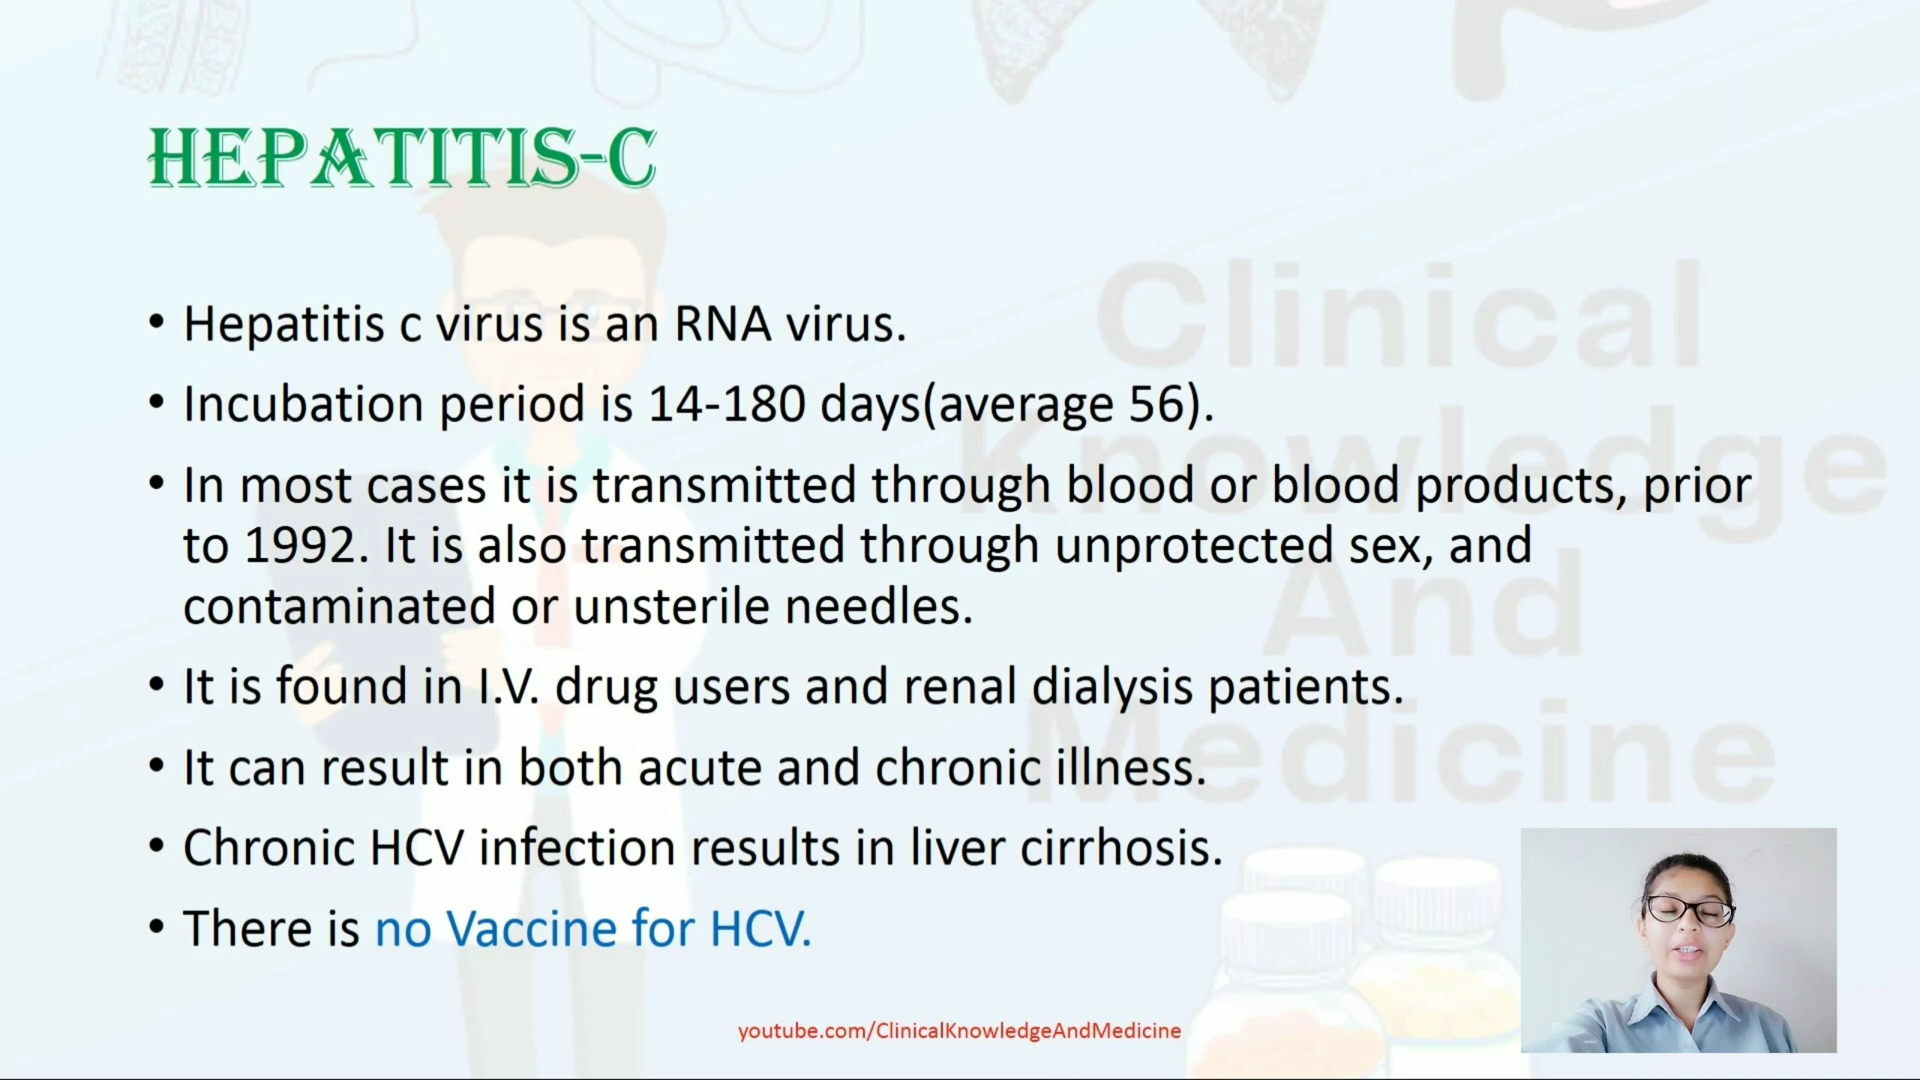 HEPATITIS-C
• Hepatitis c virus is an RNA virus.
• Incubation period is 14-180 days(average 56).
• In most cases it is transmitted through blood or blood products, prior
to 1992. It is also transmitted through unprotected sex, and
contaminated or unsterile needles.
• It is found in I.V. drug users and renal dialysis patients.
• It can result in both acute and chronic illness.
• Chronic HCV infection results in liver cirrhosis.
• There is no Vaccine for HCV.
Clinical
Knowledge
And
Medicine
youtube.com/ClinicalKnowledgeAndMedicine